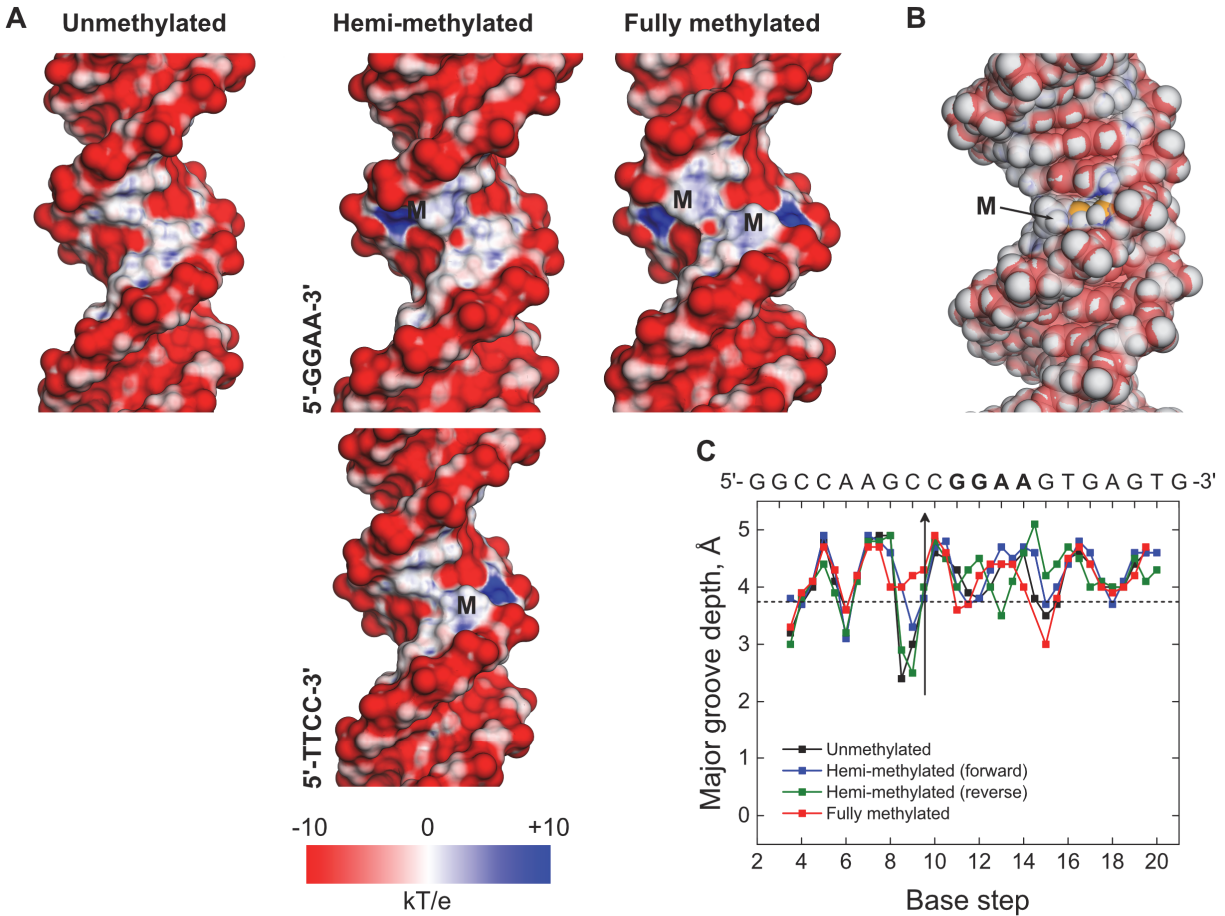 A
Unmethylated
Hemi-methylated
Fully methylated
B
M
M
M
M
5'-GGAA-3'
M
5'-TTCC-3'
-10
0
+10
kT/e
C
5'- G G C C A A G C C G G A A G T G A G T G -3'
5
4
3
2
1
0
Major groove depth, Å
Unmethylated
Hemi-methylated (forward)
Hemi-methylated (reverse)
Fully methylated
2 4 6 8 10 12 14 16 18 20
Base step